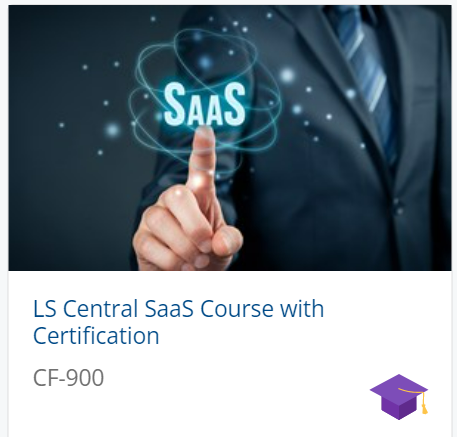 SaaS
LS Central SaaS Course with
Certification
CF-900